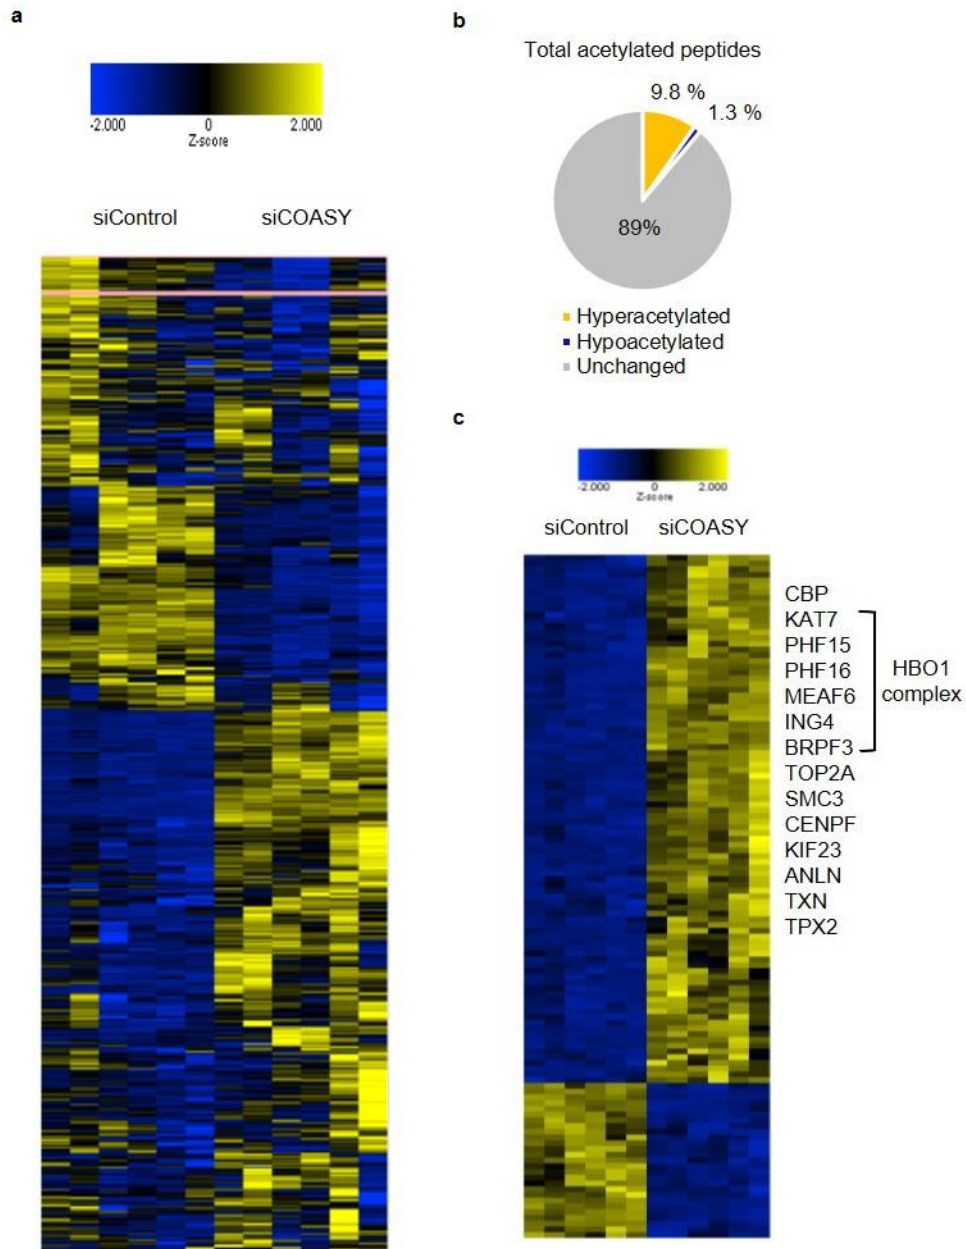 a
-2.000 0 2.000
Z-score
siControl siCOASY
b
Total acetylated peptides
9.8 %
1.3 %
89%
Hyperacetylated
Hypoacetylated
Unchanged
c
-2.000 0 2.000
Z-score
siControl siCOASY
CBP
KAT7
PHF15
PHF16
MEAF6
ING4
BRPF3
HBO1
complex
TOP2A
SMC3
CENPF
KIF23
ANLN
TXN
TPX2